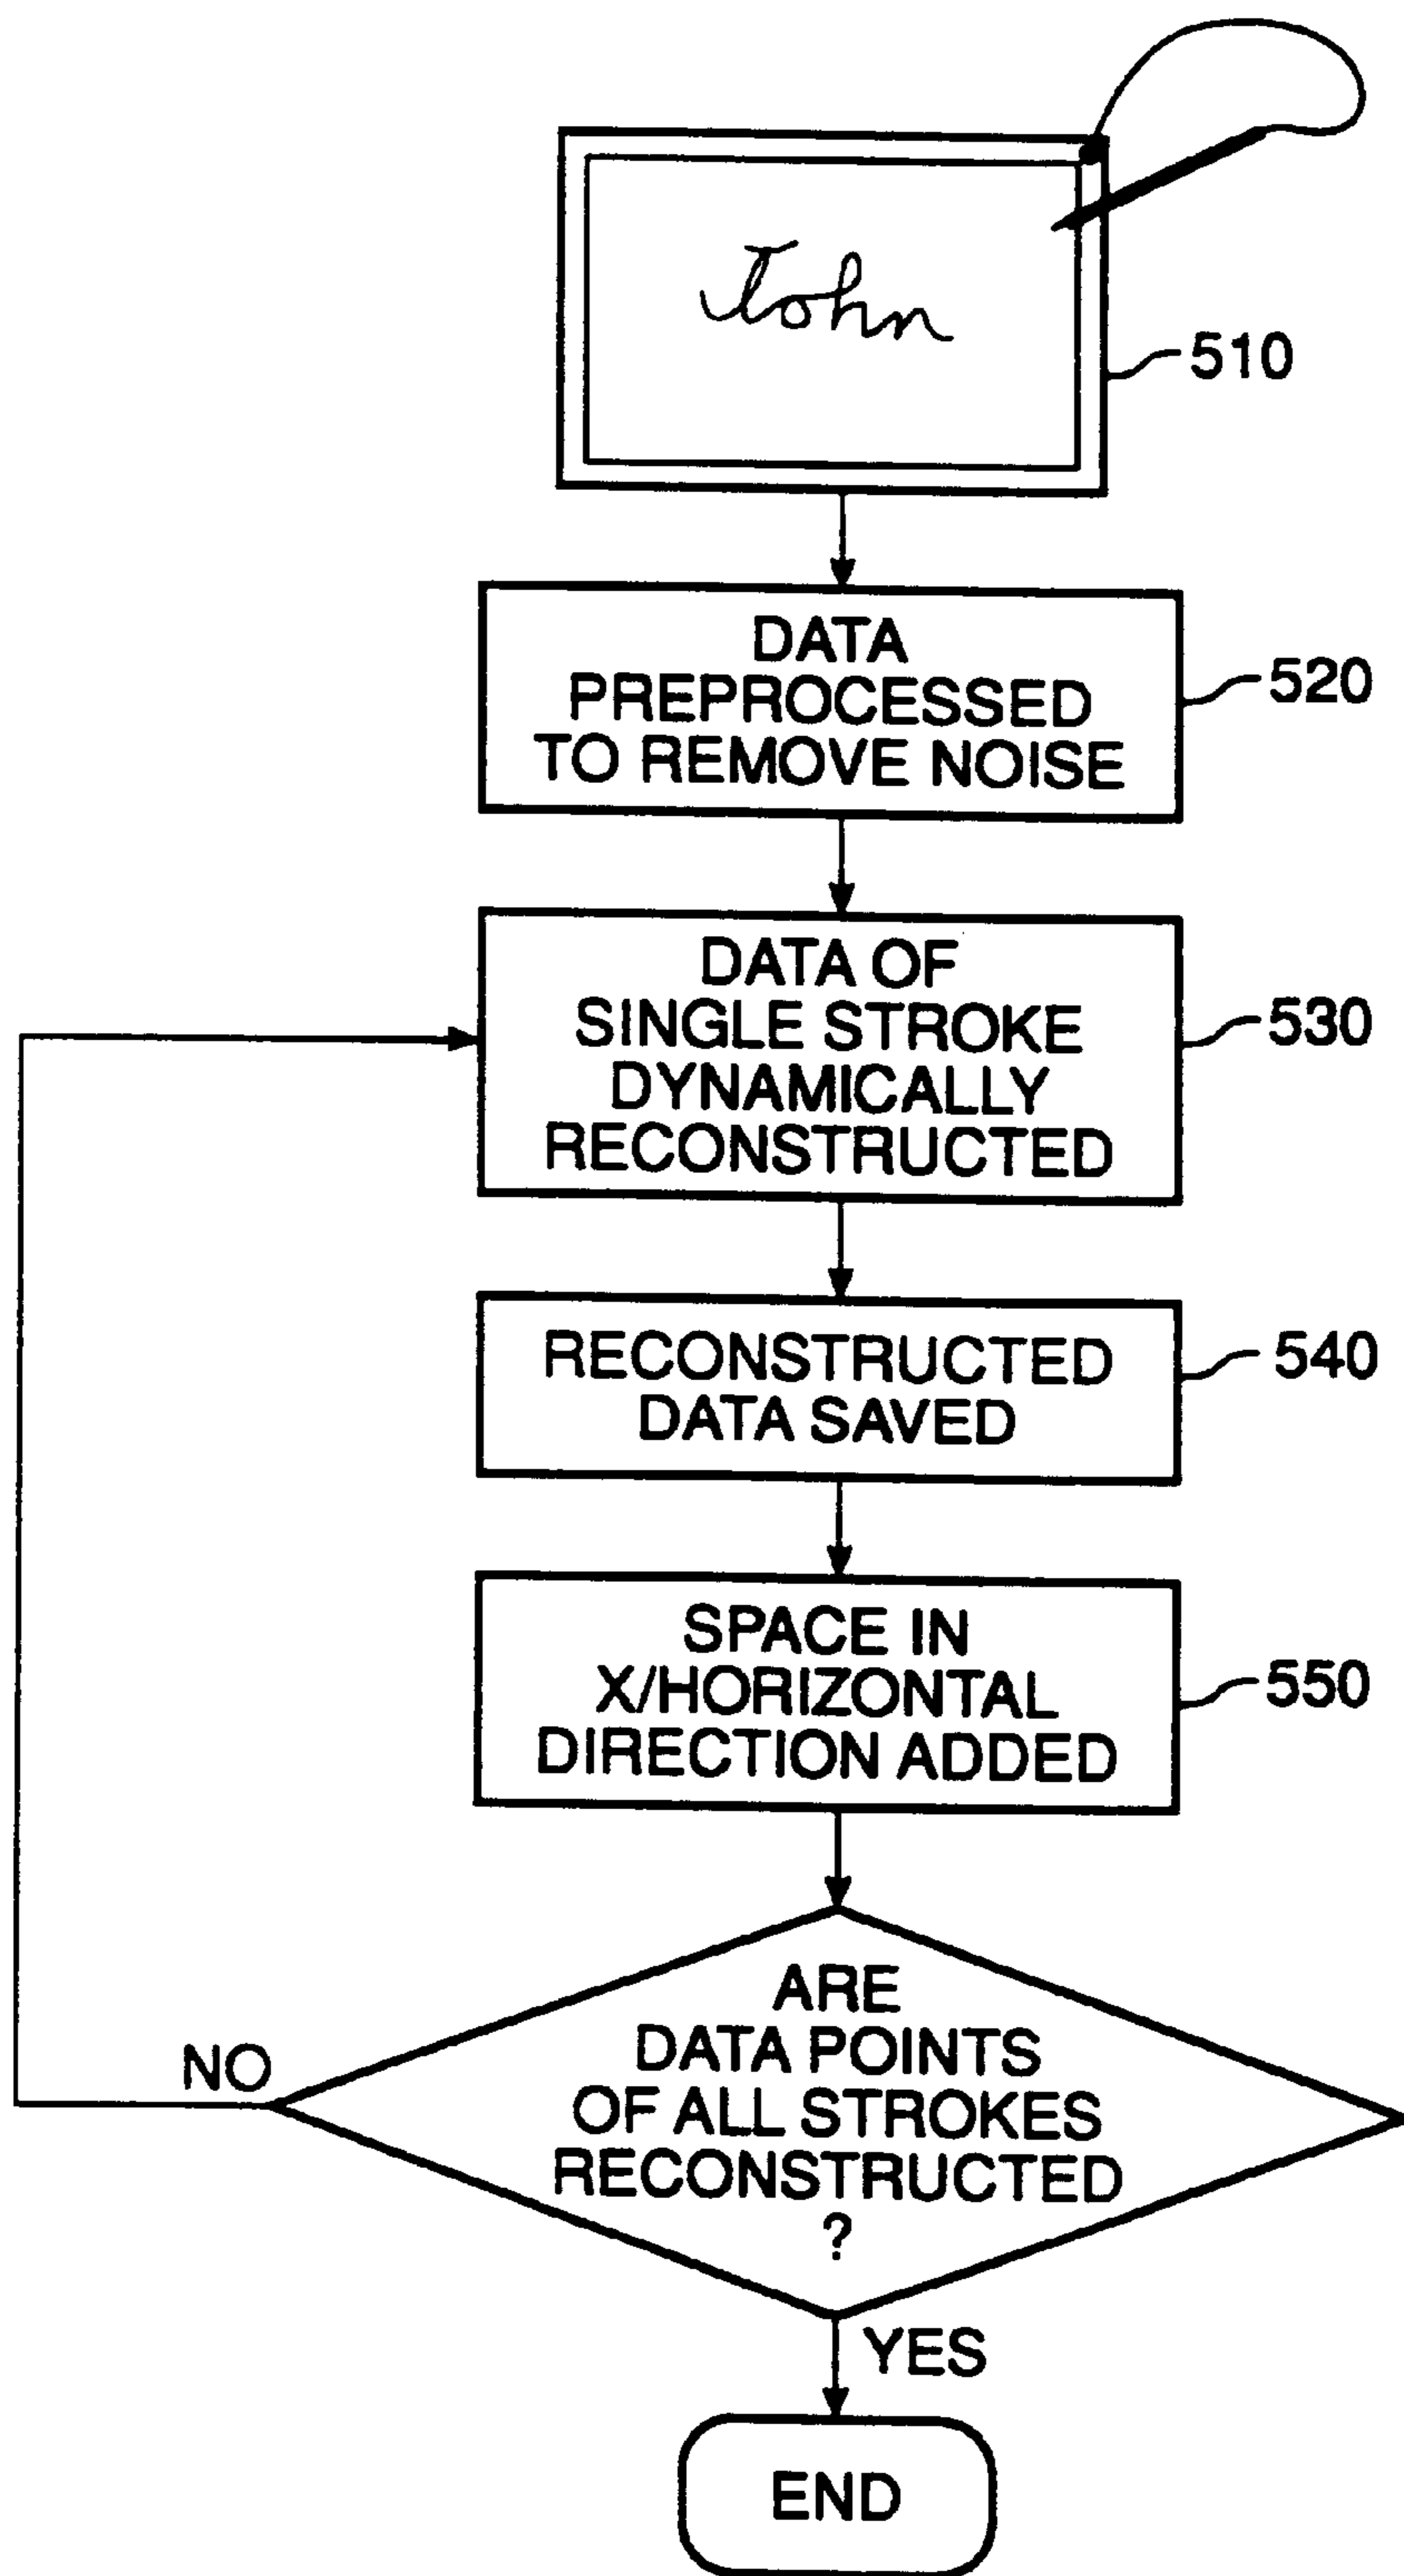 John
510
DATA
PREPROCESSED
TO REMOVE NOISE
520
DATA OF
SINGLE STROKE
DYNAMICALLY
RECONSTRUCTED
530
RECONSTRUCTED
DATA SAVED
540
SPACE IN
X/HORIZONTAL
DIRECTION ADDED
550
ARE
DATA POINTS
OF ALL STROKES
RECONSTRUCTED
?
NO
YES
END